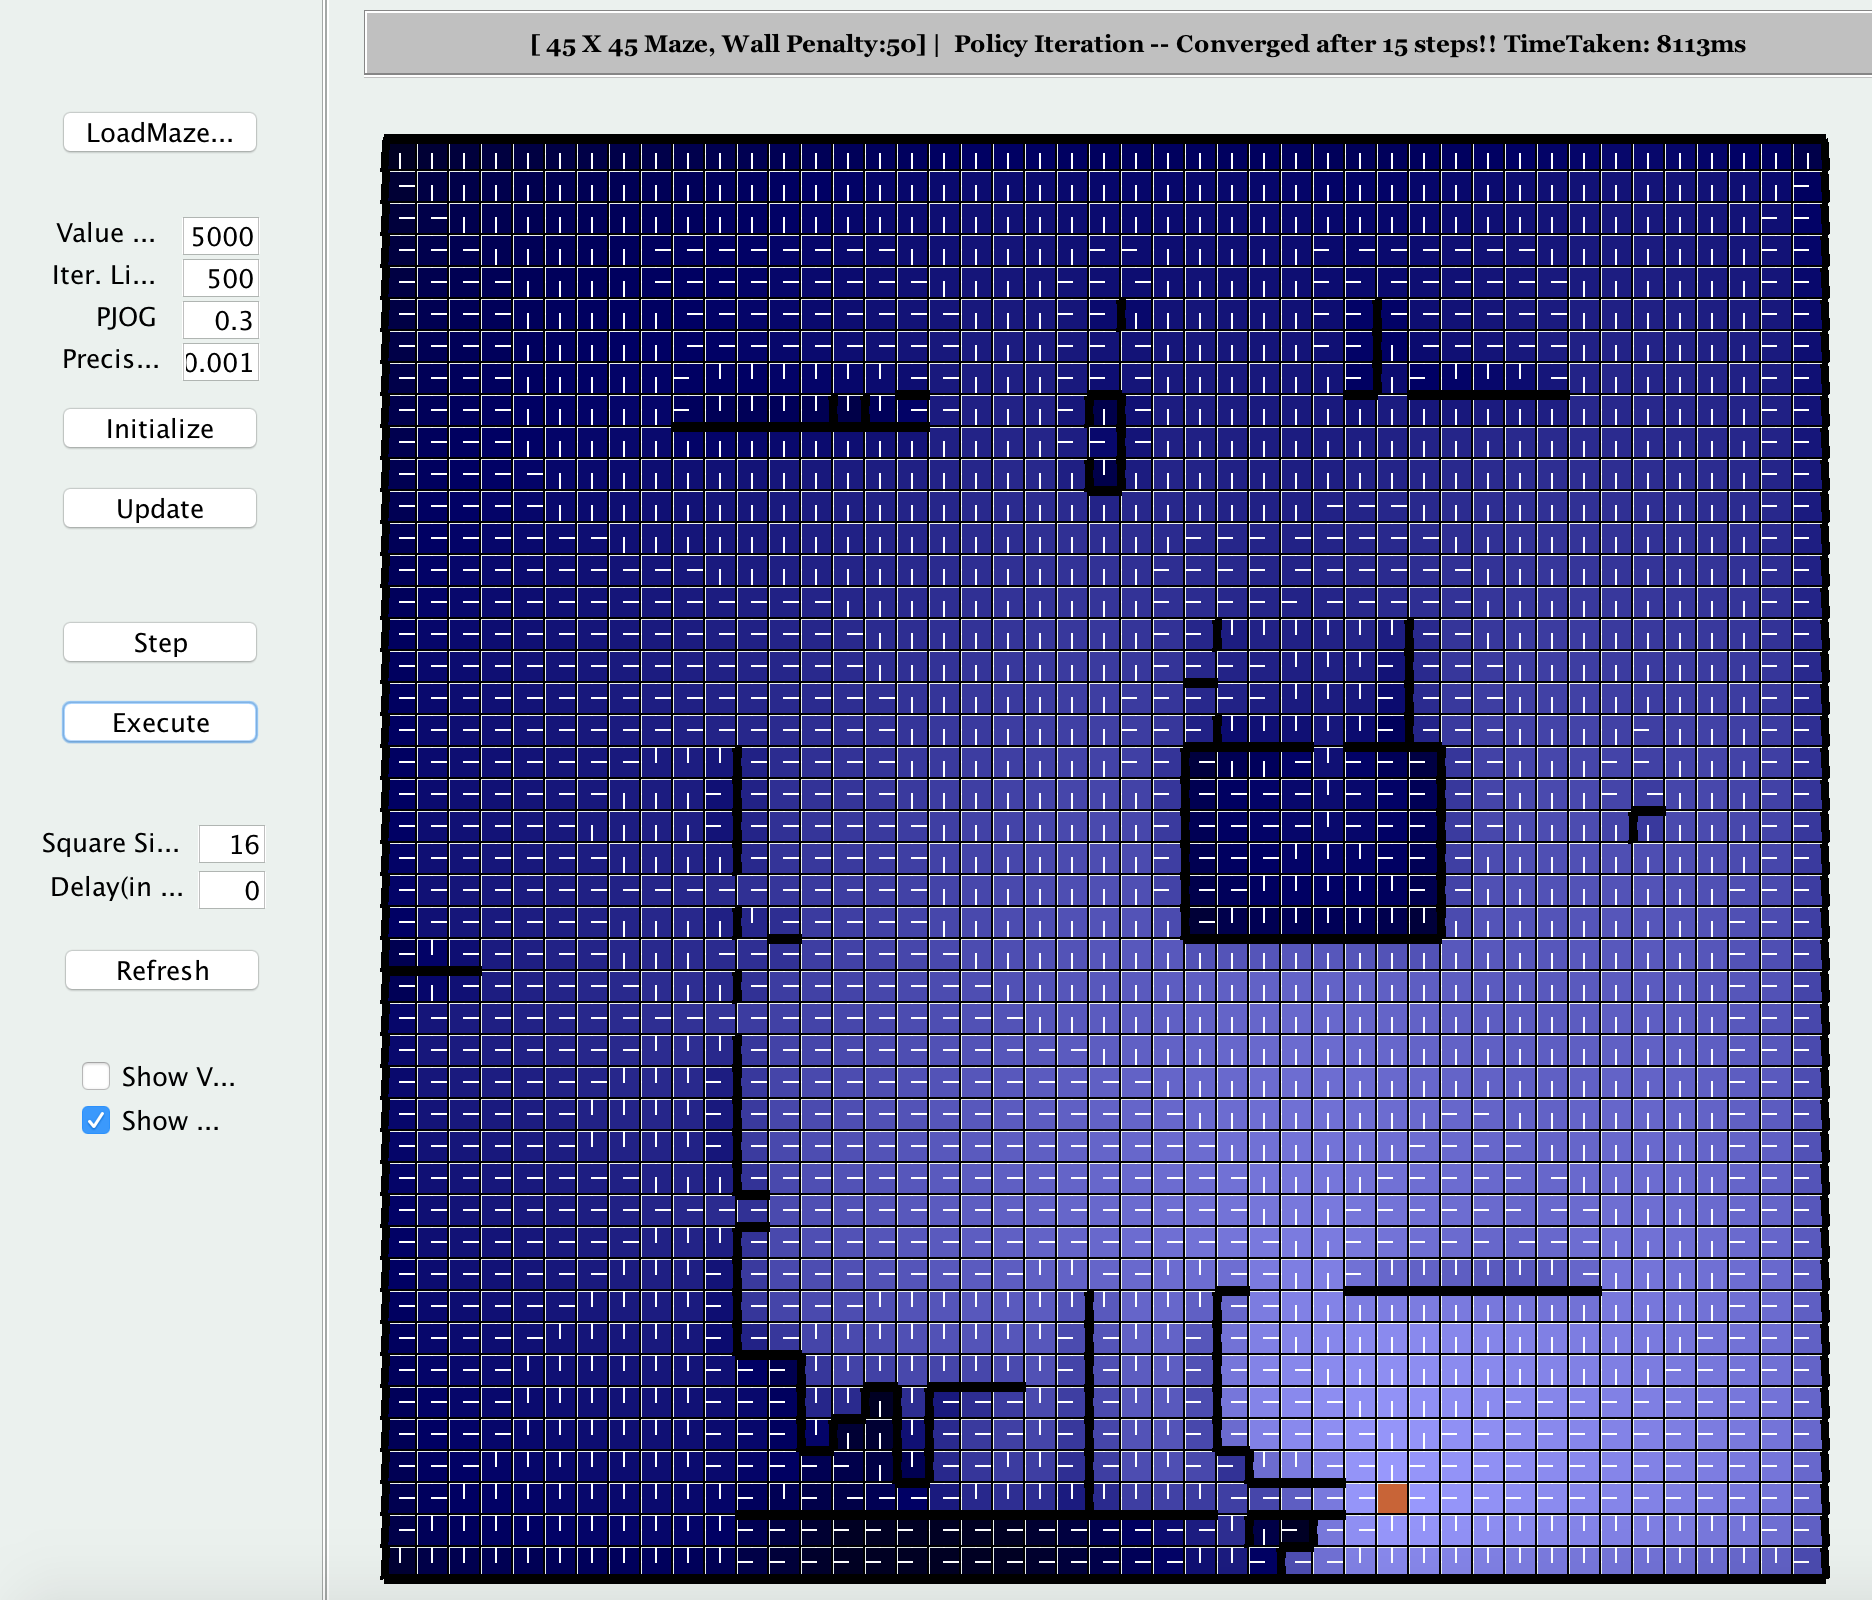 [ 45 X 45 Maze, Wall Penalty:50] | Policy Iteration -- Converged after 15 steps!! TimeTaken: 8113ms
LoadMaze...
Value ... 5000
Iter. Li... 500
PJOG 0.3
Precis... 0.001
Initialize
Update
Step
Execute
Square Si... 16
Delay(in ... 0
Refresh
Show V...
Show ...